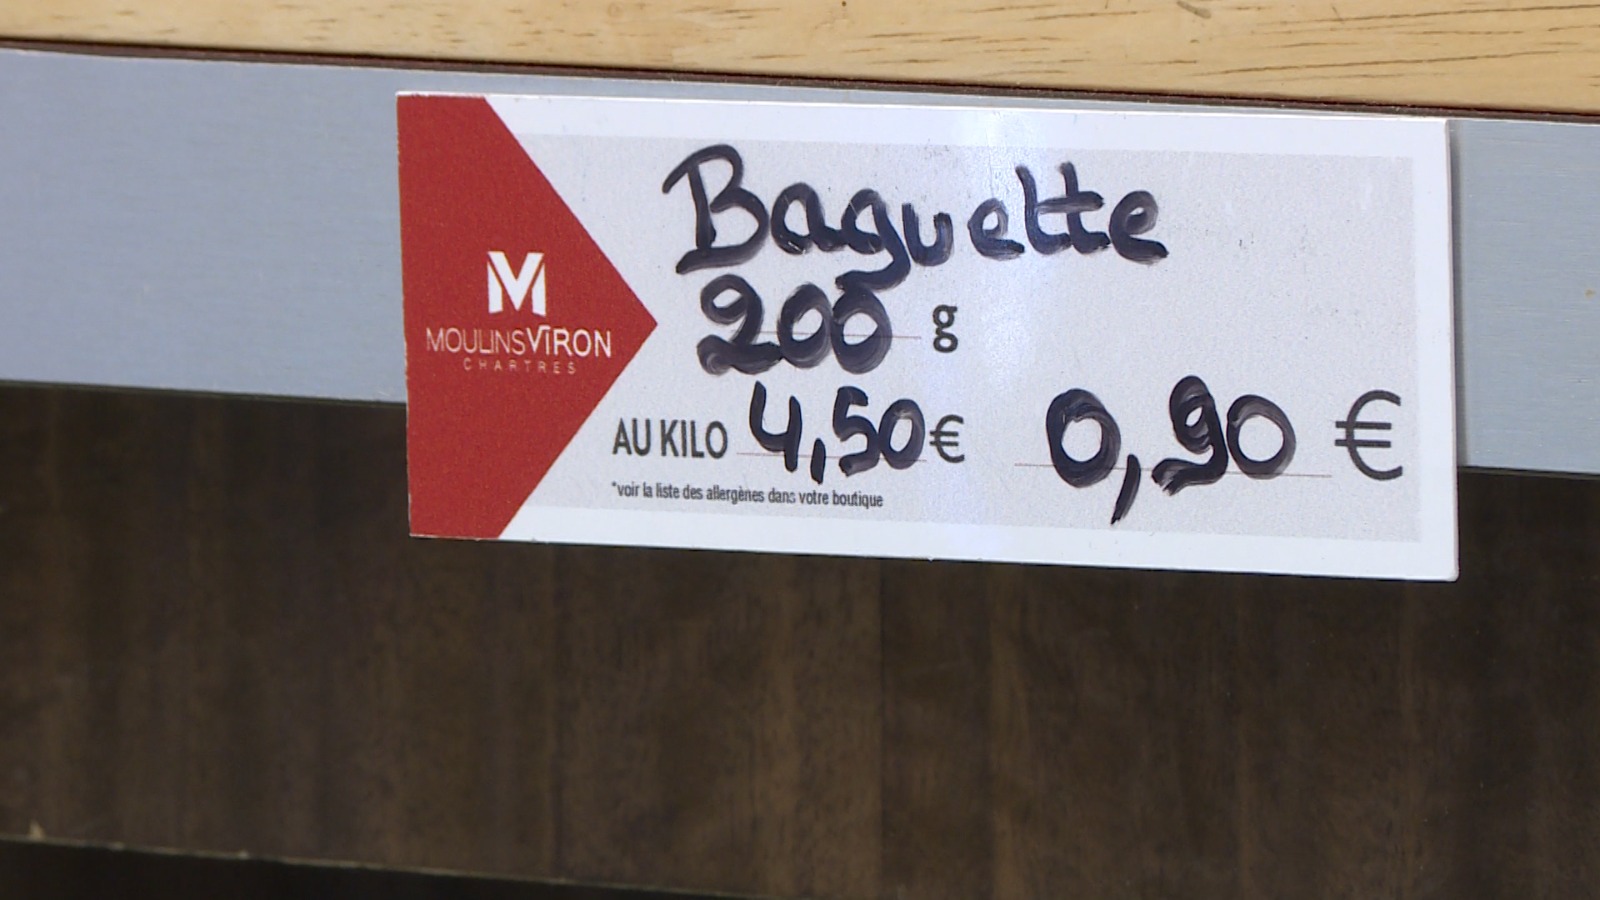 Baguette
200 g
AU KILO 4,50€ 0,90 €
*voir la liste des allergènes dans votre boutique
M
MOULINS VIRON
CHARTRES